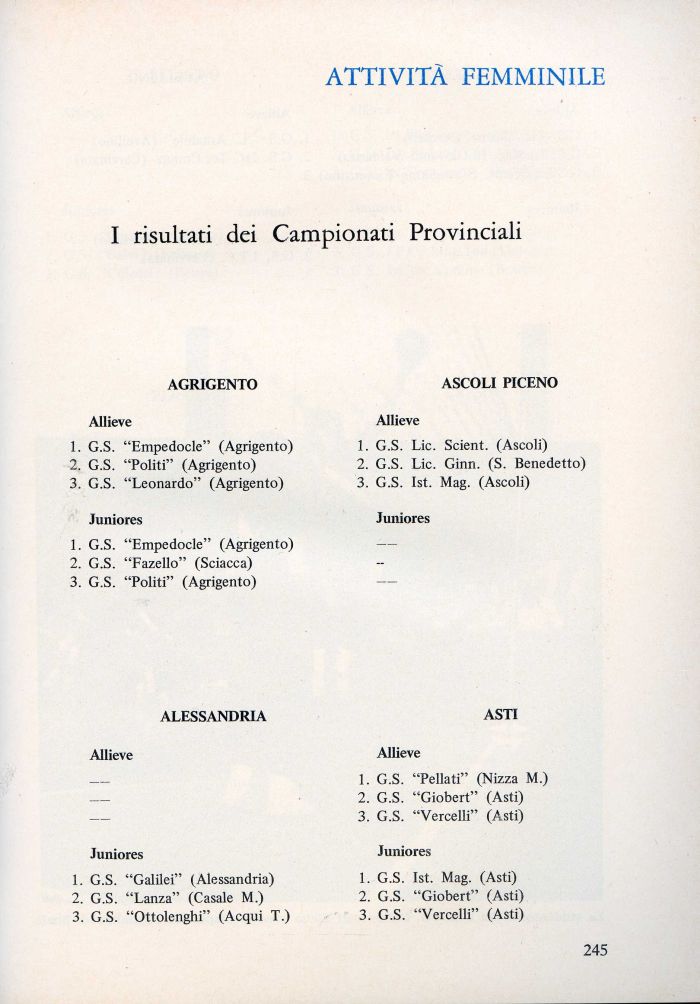 ATTIVITÀ FEMMINILE
I risultati dei Campionati Provinciali
AGRIGENTO
Allieve
1. G.S. “Empedocle” (Agrigento)
2. G.S. “Politi” (Agrigento)
3. G.S. “Leonardo” (Agrigento)
Juniores
1. G.S. “Empedocle” (Agrigento)
2. G.S. “Fazello” (Sciacca)
3. G.S. “Politi” (Agrigento)
ASCOLI PICENO
Allieve
1. G.S. Lic. Scient. (Ascoli)
2. G.S. Lic. Ginn. (S. Benedetto)
3. G.S. Ist. Mag. (Ascoli)
Juniores
——
--
——
ALESSANDRIA
Allieve
——
——
——
Juniores
1. G.S. “Galilei” (Alessandria)
2. G.S. “Lanza” (Casale M.)
3. G.S. “Ottolenghi” (Acqui T.)
ASTI
Allieve
1. G.S. “Pellati” (Nizza M.)
2. G.S. “Giobert” (Asti)
3. G.S. “Vercelli” (Asti)
Juniores
1. G.S. Ist. Mag. (Asti)
2. G.S. “Giobert” (Asti)
3. G.S. “Vercelli” (Asti)
245